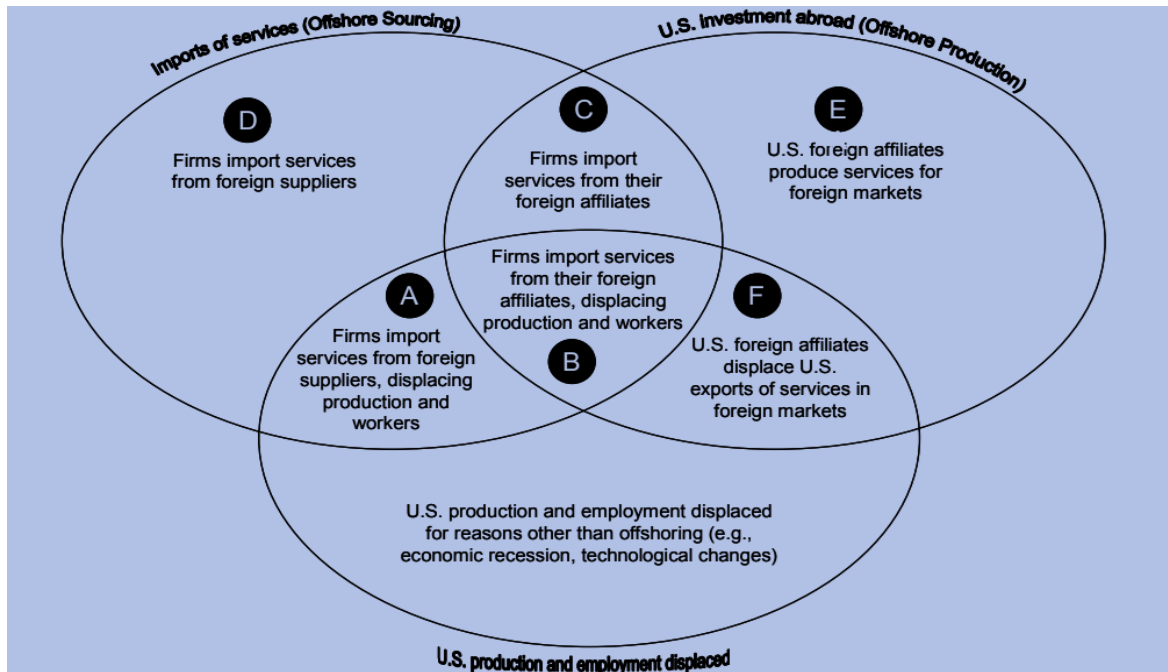 Imports of services (Offshore Sourcing)
U.S. Investment abroad (Offshore Production)
D
Firms import services
from foreign suppliers
C
Firms import
services from their
foreign affiliates
E
U.S. foreign affiliates
produce services for
foreign markets
A
Firms import
services from foreign
suppliers, displacing
production and
workers
Firms import services
from their foreign
affiliates, displacing
production and workers
B
F
U.S. foreign affiliates
displace U.S.
exports of services in
foreign markets
U.S. production and employment displaced
for reasons other than offshoring (e.g.,
economic recession, technological changes)
U.S. production and employment displaced